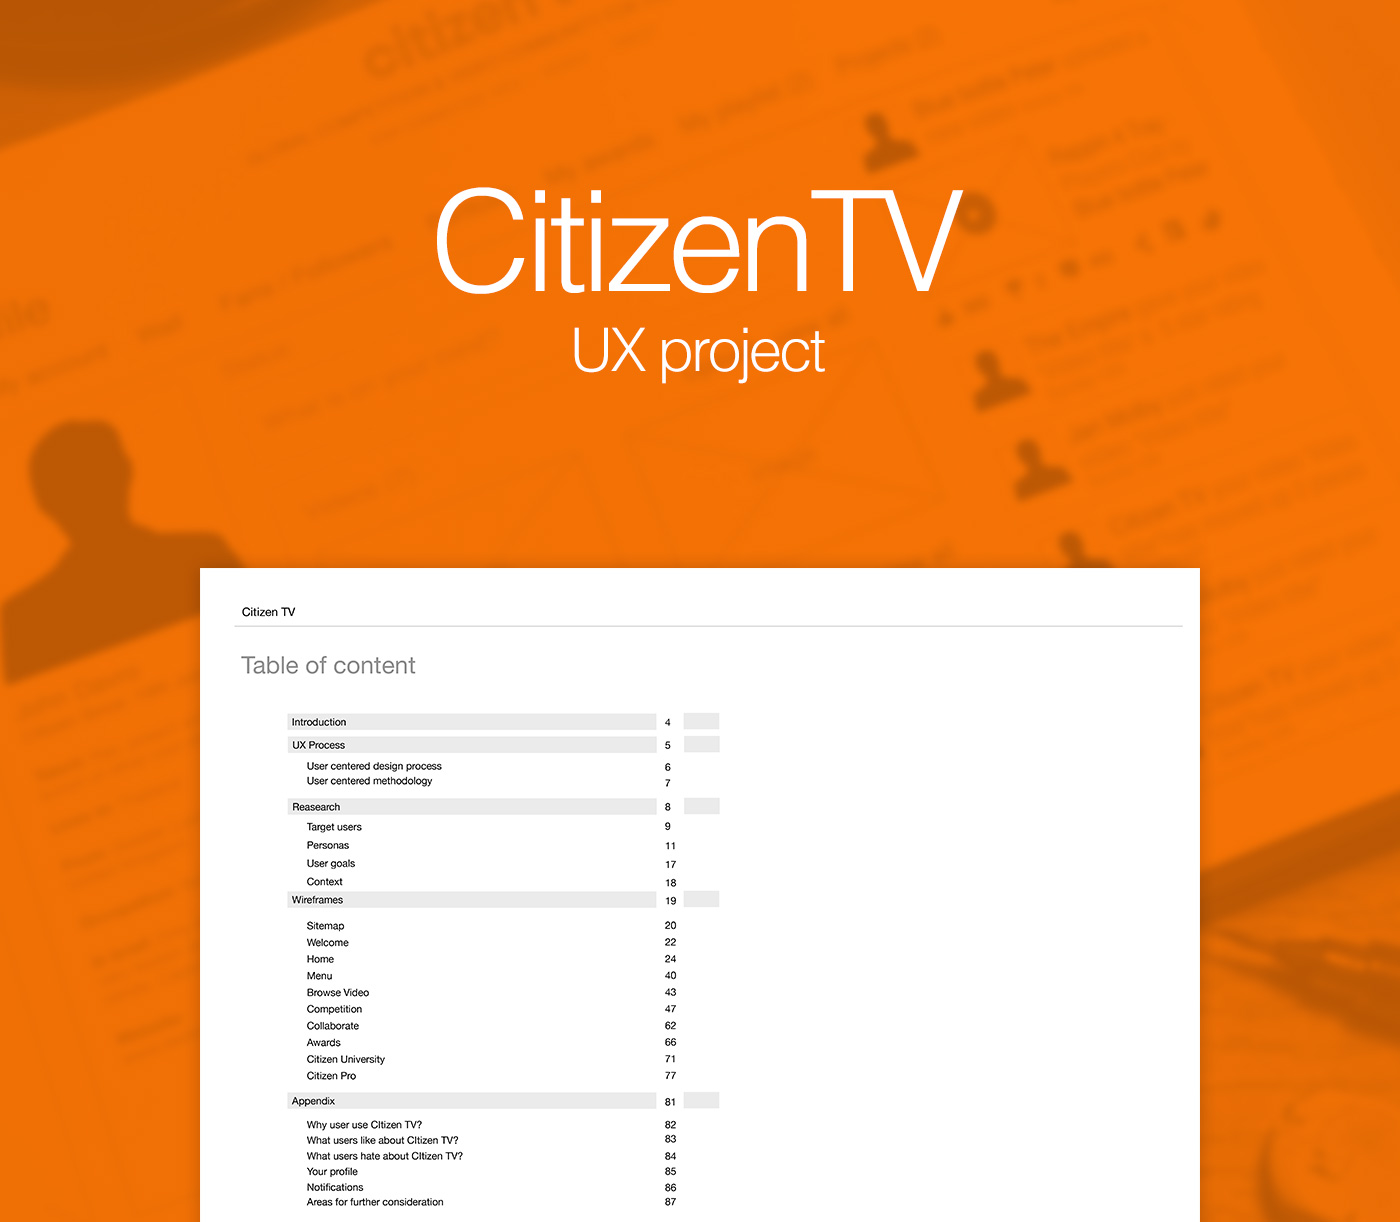 citizen
CitizenTV
UX project
Citizen TV
Table of content
Introduction 4
UX Process 5
User centered design process 6
User centered methodology 7
Reasearch 8
Target users 9
Personas 11
User goals 17
Context 18
Wireframes 19
Sitemap 20
Welcome 22
Home 24
Menu 40
Browse Video 43
Competition 47
Collaborate 62
Awards 66
Citizen University 71
Citizen Pro 77
Appendix 81
Why user use CItizen TV? 82
What users like about CItizen TV? 83
What users hate about CItizen TV? 84
Your profile 85
Notifications 86
Areas for further consideration 87